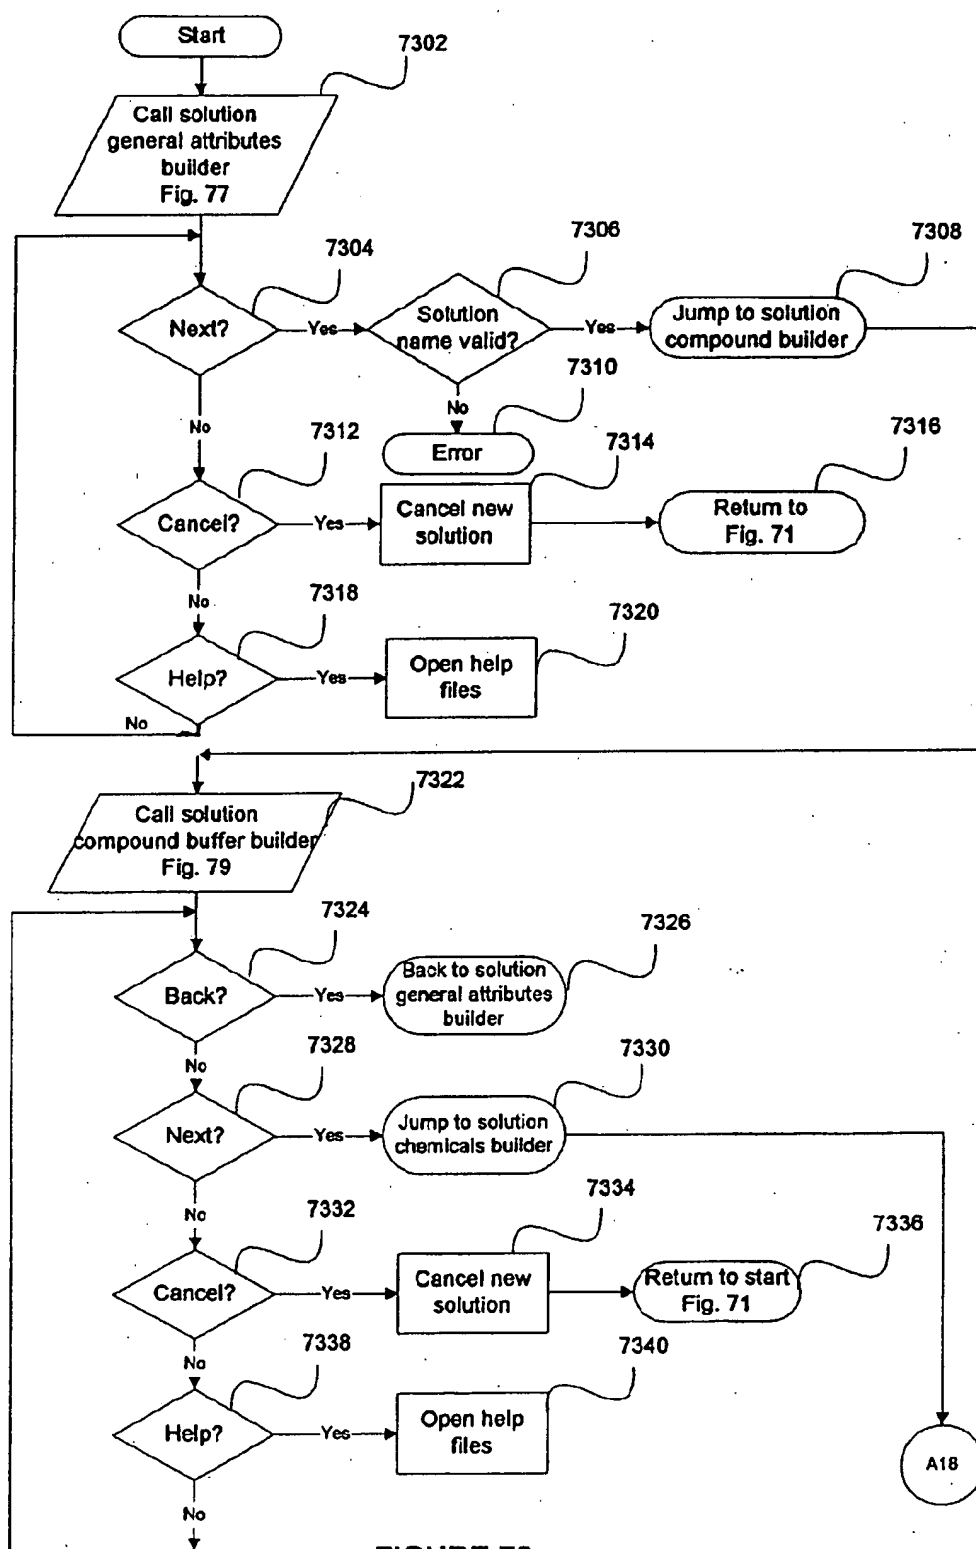 Start
7302
Call solution
general attributes
builder
Fig. 77
7304
7306
7308
Next?
Yes
Solution
name valid?
Yes
Jump to solution
compound builder
No
7310
Error
No
7312
7314
7316
Cancel?
Yes
Cancel new
solution
Return to
Fig. 71
No
7318
7320
Help?
Yes
Open help
files
No
7322
Call solution
compound buffer builder
Fig. 79
7324
7326
Back?
Yes
Back to solution
general attributes
builder
No
7328
7330
Next?
Yes
Jump to solution
chemicals builder
No
7332
7334
7336
Cancel?
Yes
Cancel new
solution
Return to start
Fig. 71
No
7338
7340
Help?
Yes
Open help
files
A18
No